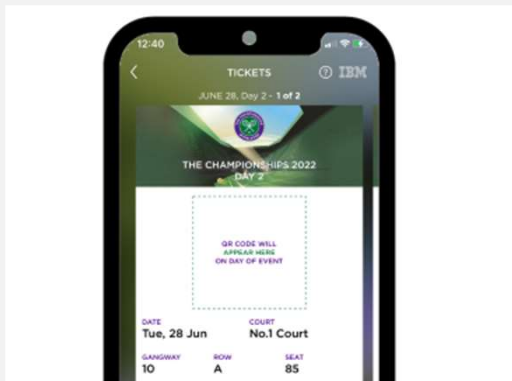 12:40
TICKETS
? IBM
JUNE 28, Day 2 - 1 of 2
THE CHAMPIONSHIPS 2022
DAY 2
QR CODE WILL
APPEAR HERE
ON DAY OF EVENT
DATE COURT
Tue, 28 Jun No.1 Court
GANGWAY ROW SEAT
10 A 85